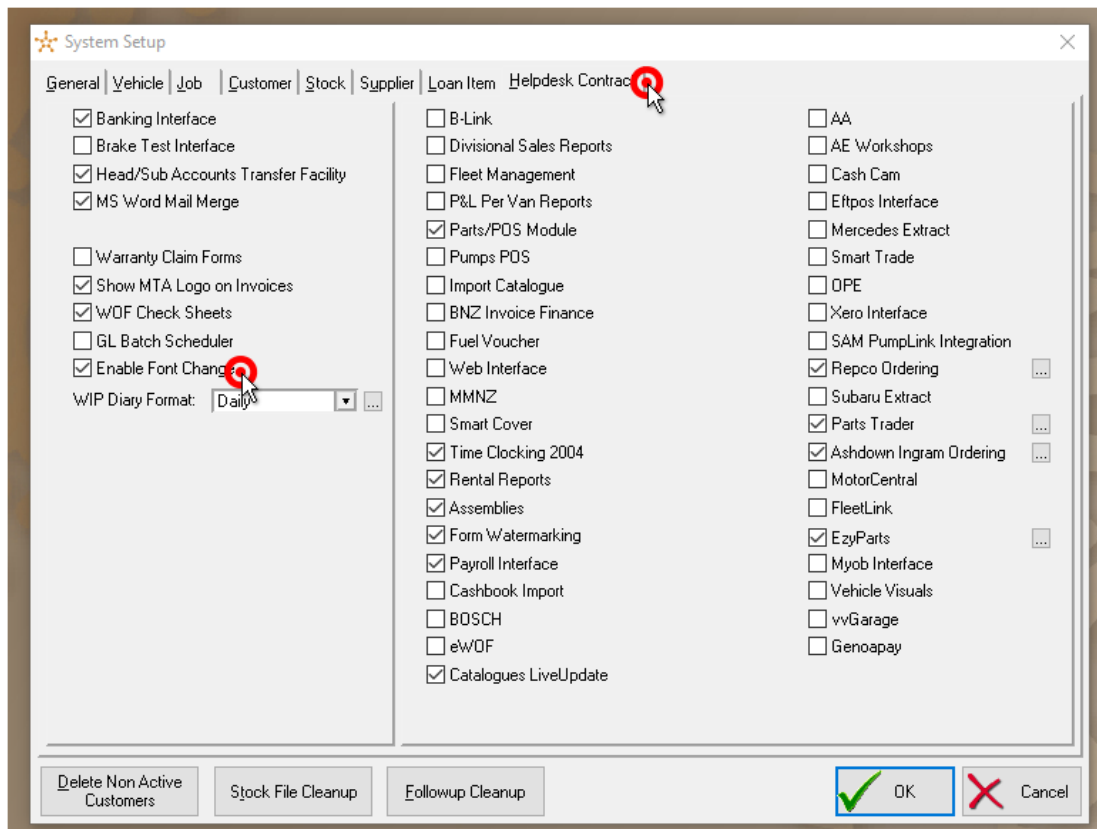 System Setup
General Vehicle Job Customer Stock Supplier Loan Item Helpdesk Contrac
Banking Interface
Brake Test Interface
Head/Sub Accounts Transfer Facility
MS Word Mail Merge
Warranty Claim Forms
Show MTA Logo on Invoices
WOF Check Sheets
GL Batch Scheduler
Enable Font Change
WIP Diary Format: Daily ...
B-Link
Divisional Sales Reports
Fleet Management
P&L Per Van Reports
Parts/POS Module
Pumps POS
Import Catalogue
BNZ Invoice Finance
Fuel Voucher
Web Interface
MMNZ
Smart Cover
Time Clocking 2004
Rental Reports
Assemblies
Form Watermarking
Payroll Interface
Cashbook Import
BOSCH
eWOF
Catalogues LiveUpdate
AA
AE Workshops
Cash Cam
Eftpos Interface
Mercedes Extract
Smart Trade
OPE
Xero Interface
SAM PumpLink Integration
Repco Ordering ...
Subaru Extract
Parts Trader ...
Ashdown Ingram Ordering ...
MotorCentral
FleetLink
EzyParts ...
Myob Interface
Vehicle Visuals
vvGarage
Genoapay
Delete Non Active
Customers
Stock File Cleanup
Followup Cleanup
OK
Cancel